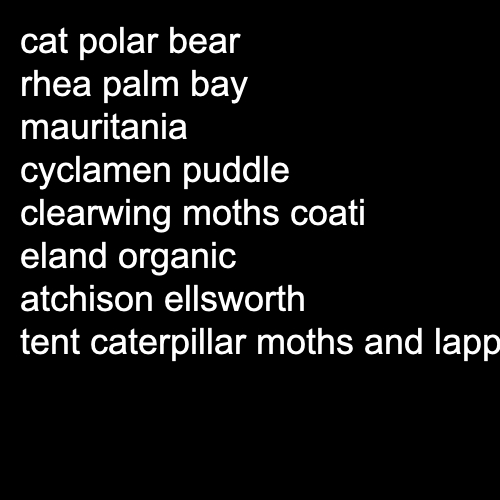 cat polar bear
rhea palm bay
mauritania
cyclamen puddle
clearwing moths coati
eland organic
atchison ellsworth
tent caterpillar moths and lapp